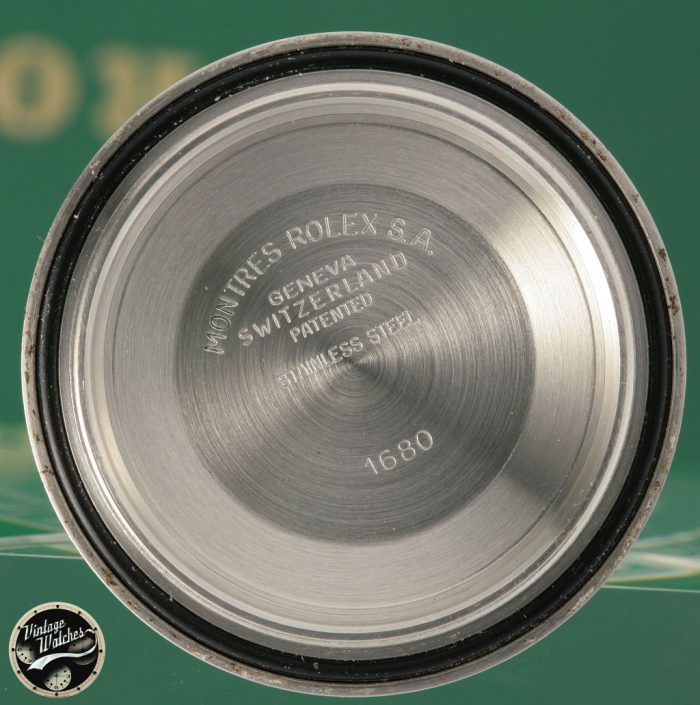 MONTRES ROLEX S.A.
GENEVA
SWITZERLAND
PATENTED
STAINLESS STEEL
1680
Vintage
Watches